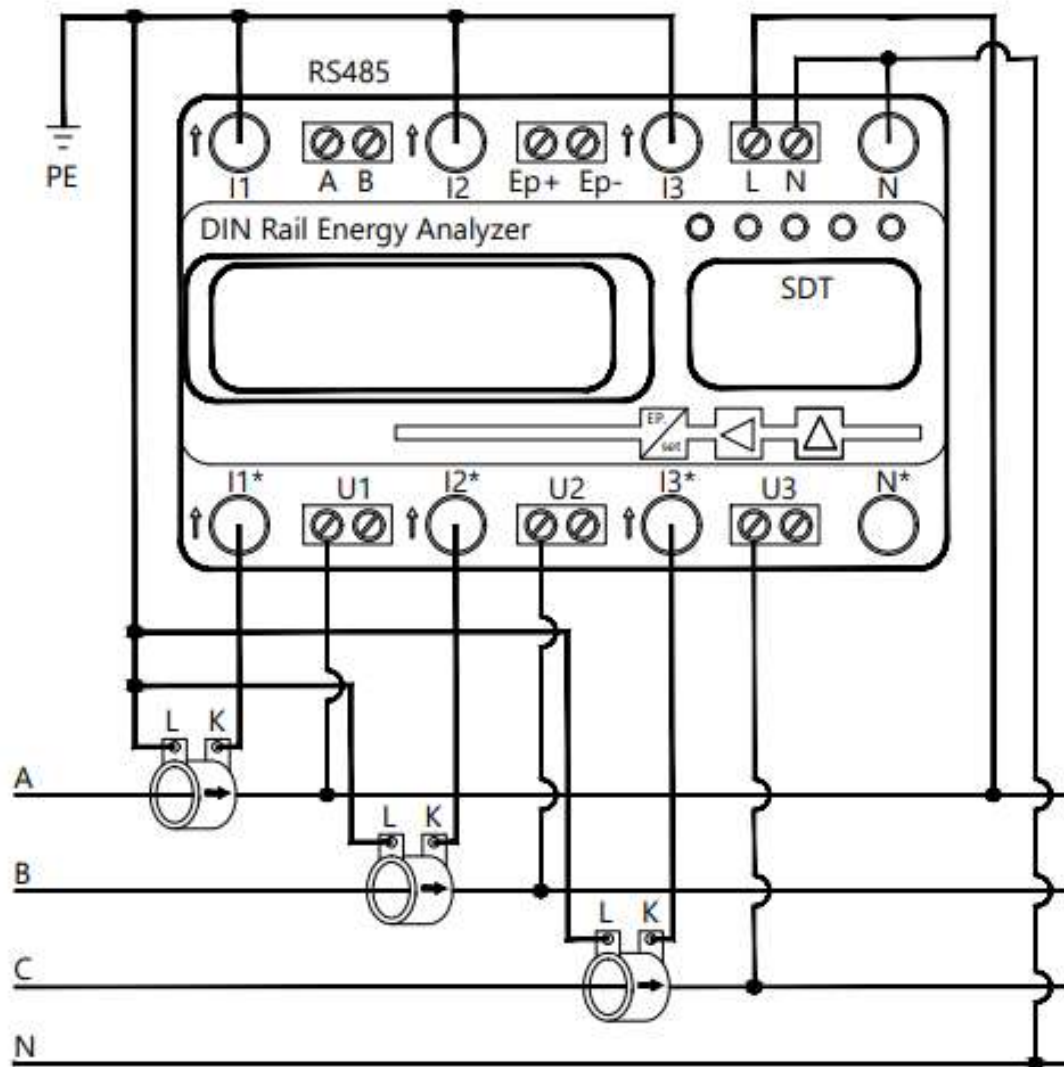 RS485
PE
I1 A B I2 Ep+ Ep- I3 L N N
DIN Rail Energy Analyzer
SDT
EP.
set
I1* U1 I2* U2 I3* U3 N*
L K
A
L K
B
L K
C
N